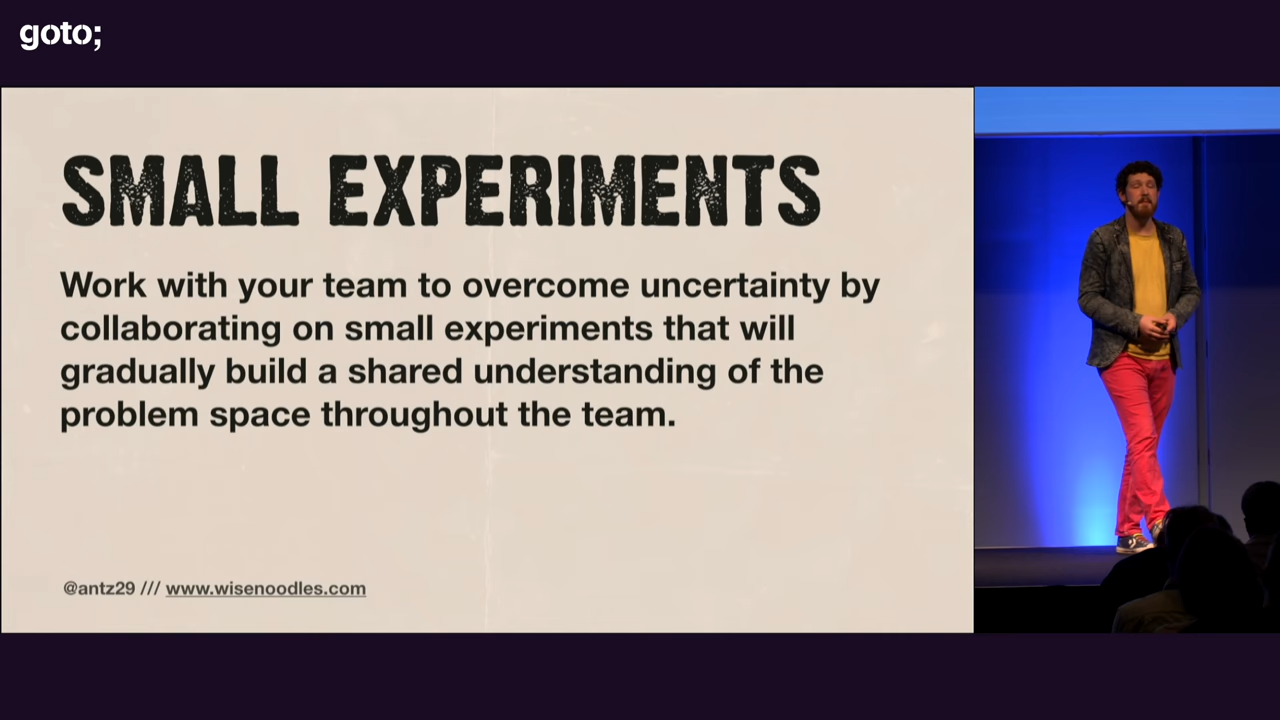 goto;
SMALL EXPERIMENTS
Work with your team to overcome uncertainty by
collaborating on small experiments that will
gradually build a shared understanding of the
problem space throughout the team.
@antz29 /// www.wisenoodles.com